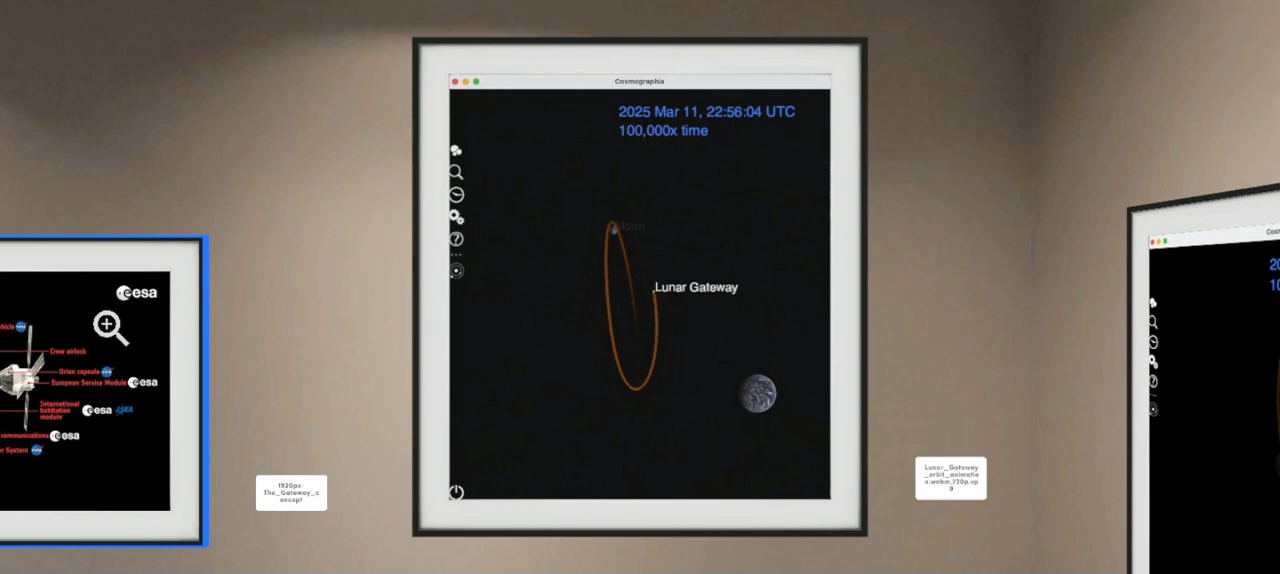 Cosmographia
2025 Mar 11, 22:56:04 UTC
100,000x time
Moon
Lunar Gateway
esa
Crew airlock
Orion capsule
European Service Module esa
International
habitation
module
esa
communications esa
System
1920px-
The_Gateway_c
oncept
Lunar_Gateway
_orbit_animatio
n.webm.720p.vp
9